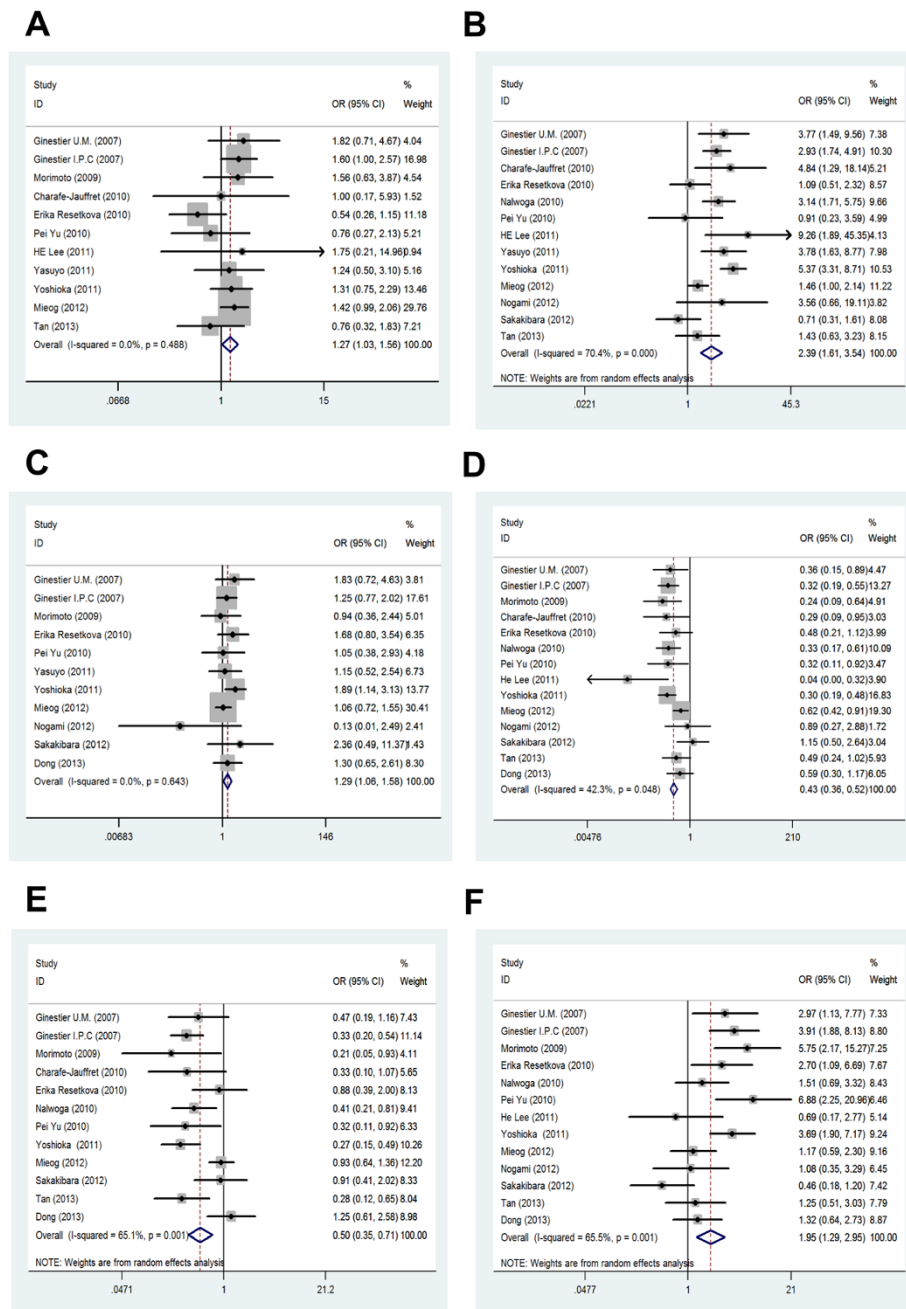 A
Study %
ID OR (95% CI) Weight
Ginestier U.M. (2007) 1.82 (0.71, 4.67) 4.04
Ginestier I.P.C (2007) 1.60 (1.00, 2.57) 16.98
Morimoto (2009) 1.56 (0.63, 3.87) 4.54
Charafe-Jauffret (2010) 1.00 (0.17, 5.93) 1.52
Erika Resetkova (2010) 0.54 (0.26, 1.15) 11.18
Pei Yu (2010) 0.76 (0.27, 2.13) 5.21
HE Lee (2011) 1.75 (0.21, 14.96) 0.94
Yasuyo (2011) 1.24 (0.50, 3.10) 5.16
Yoshioka (2011) 1.31 (0.75, 2.29) 13.46
Mieog (2012) 1.42 (0.99, 2.06) 29.76
Tan (2013) 0.76 (0.32, 1.83) 7.21
Overall (I-squared = 0.0%, p = 0.488) 1.27 (1.03, 1.56) 100.00
.0668 1 15
B
Study %
ID OR (95% CI) Weight
Ginestier U.M. (2007) 3.77 (1.49, 9.56) 7.38
Ginestier I.P.C (2007) 2.93 (1.74, 4.91) 10.30
Charafe-Jauffret (2010) 4.84 (1.29, 18.14) 5.21
Erika Resetkova (2010) 1.09 (0.51, 2.32) 8.57
Nalwoga (2010) 3.14 (1.71, 5.75) 9.66
Pei Yu (2010) 0.91 (0.23, 3.59) 4.99
HE Lee (2011) 9.26 (1.89, 45.35) 4.13
Yasuyo (2011) 3.78 (1.63, 8.77) 7.98
Yoshioka (2011) 5.37 (3.31, 8.71) 10.53
Mieog (2012) 1.46 (1.00, 2.14) 11.22
Nogami (2012) 3.56 (0.66, 19.11) 3.82
Sakakibara (2012) 0.71 (0.31, 1.61) 8.08
Tan (2013) 1.43 (0.63, 3.23) 8.15
Overall (I-squared = 70.4%, p = 0.000) 2.39 (1.61, 3.54) 100.00
NOTE: Weights are from random effects analysis
.0221 1 45.3
C
Study %
ID OR (95% CI) Weight
Ginestier U.M. (2007) 1.83 (0.72, 4.63) 3.81
Ginestier I.P.C (2007) 1.25 (0.77, 2.02) 17.61
Morimoto (2009) 0.94 (0.36, 2.44) 5.01
Erika Resetkova (2010) 1.68 (0.80, 3.54) 6.35
Pei Yu (2010) 1.05 (0.38, 2.93) 4.18
Yasuyo (2011) 1.15 (0.52, 2.54) 6.73
Yoshioka (2011) 1.89 (1.14, 3.13) 13.77
Mieog (2012) 1.06 (0.72, 1.55) 30.41
Nogami (2012) 0.13 (0.01, 2.49) 2.41
Sakakibara (2012) 2.36 (0.49, 11.37) 1.43
Dong (2013) 1.30 (0.65, 2.61) 8.30
Overall (I-squared = 0.0%, p = 0.643) 1.29 (1.06, 1.58) 100.00
.00683 1 146
D
Study %
ID OR (95% CI) Weight
Ginestier U.M. (2007) 0.36 (0.15, 0.89) 4.47
Ginestier I.P.C (2007) 0.32 (0.19, 0.55) 13.27
Morimoto (2009) 0.24 (0.09, 0.64) 4.91
Charafe-Jauffret (2010) 0.29 (0.09, 0.95) 3.03
Erika Resetkova (2010) 0.48 (0.21, 1.12) 3.99
Nalwoga (2010) 0.33 (0.17, 0.61) 10.09
Pei Yu (2010) 0.32 (0.11, 0.92) 3.47
He Lee (2011) 0.04 (0.00, 0.32) 3.90
Yoshioka (2011) 0.30 (0.19, 0.48) 16.83
Mieog (2012) 0.62 (0.42, 0.91) 19.30
Nogami (2012) 0.89 (0.27, 2.88) 1.72
Sakakibara (2012) 1.15 (0.50, 2.64) 3.04
Tan (2013) 0.49 (0.24, 1.02) 5.93
Dong (2013) 0.59 (0.30, 1.17) 6.05
Overall (I-squared = 42.3%, p = 0.048) 0.43 (0.36, 0.52) 100.00
.00476 1 210
E
Study %
ID OR (95% CI) Weight
Ginestier U.M. (2007) 0.47 (0.19, 1.16) 7.43
Ginestier I.P.C (2007) 0.33 (0.20, 0.54) 11.14
Morimoto (2009) 0.21 (0.05, 0.93) 4.11
Charafe-Jauffret (2010) 0.33 (0.10, 1.07) 5.65
Erika Resetkova (2010) 0.88 (0.39, 2.00) 8.13
Nalwoga (2010) 0.41 (0.21, 0.81) 9.41
Pei Yu (2010) 0.32 (0.11, 0.92) 6.33
Yoshioka (2011) 0.27 (0.15, 0.49) 10.26
Mieog (2012) 0.93 (0.64, 1.36) 12.20
Sakakibara (2012) 0.91 (0.41, 2.02) 8.33
Tan (2013) 0.28 (0.12, 0.65) 8.04
Dong (2013) 1.25 (0.61, 2.58) 8.98
Overall (I-squared = 65.1%, p = 0.001) 0.50 (0.35, 0.71) 100.00
NOTE: Weights are from random effects analysis
.0471 1 21.2
F
Study %
ID OR (95% CI) Weight
Ginestier U.M. (2007) 2.97 (1.13, 7.77) 7.33
Ginestier I.P.C (2007) 3.91 (1.88, 8.13) 8.80
Morimoto (2009) 5.75 (2.17, 15.27) 7.25
Erika Resetkova (2010) 2.70 (1.09, 6.69) 7.67
Nalwoga (2010) 1.51 (0.69, 3.32) 8.43
Pei Yu (2010) 6.88 (2.25, 20.96) 6.46
He Lee (2011) 0.69 (0.17, 2.77) 5.14
Yoshioka (2011) 3.69 (1.90, 7.17) 9.24
Mieog (2012) 1.17 (0.59, 2.30) 9.16
Nogami (2012) 1.08 (0.35, 3.29) 6.45
Sakakibara (2012) 0.46 (0.18, 1.20) 7.42
Tan (2013) 1.25 (0.51, 3.03) 7.79
Dong (2013) 1.32 (0.64, 2.73) 8.87
Overall (I-squared = 65.5%, p = 0.001) 1.95 (1.29, 2.95) 100.00
NOTE: Weights are from random effects analysis
.0477 1 21